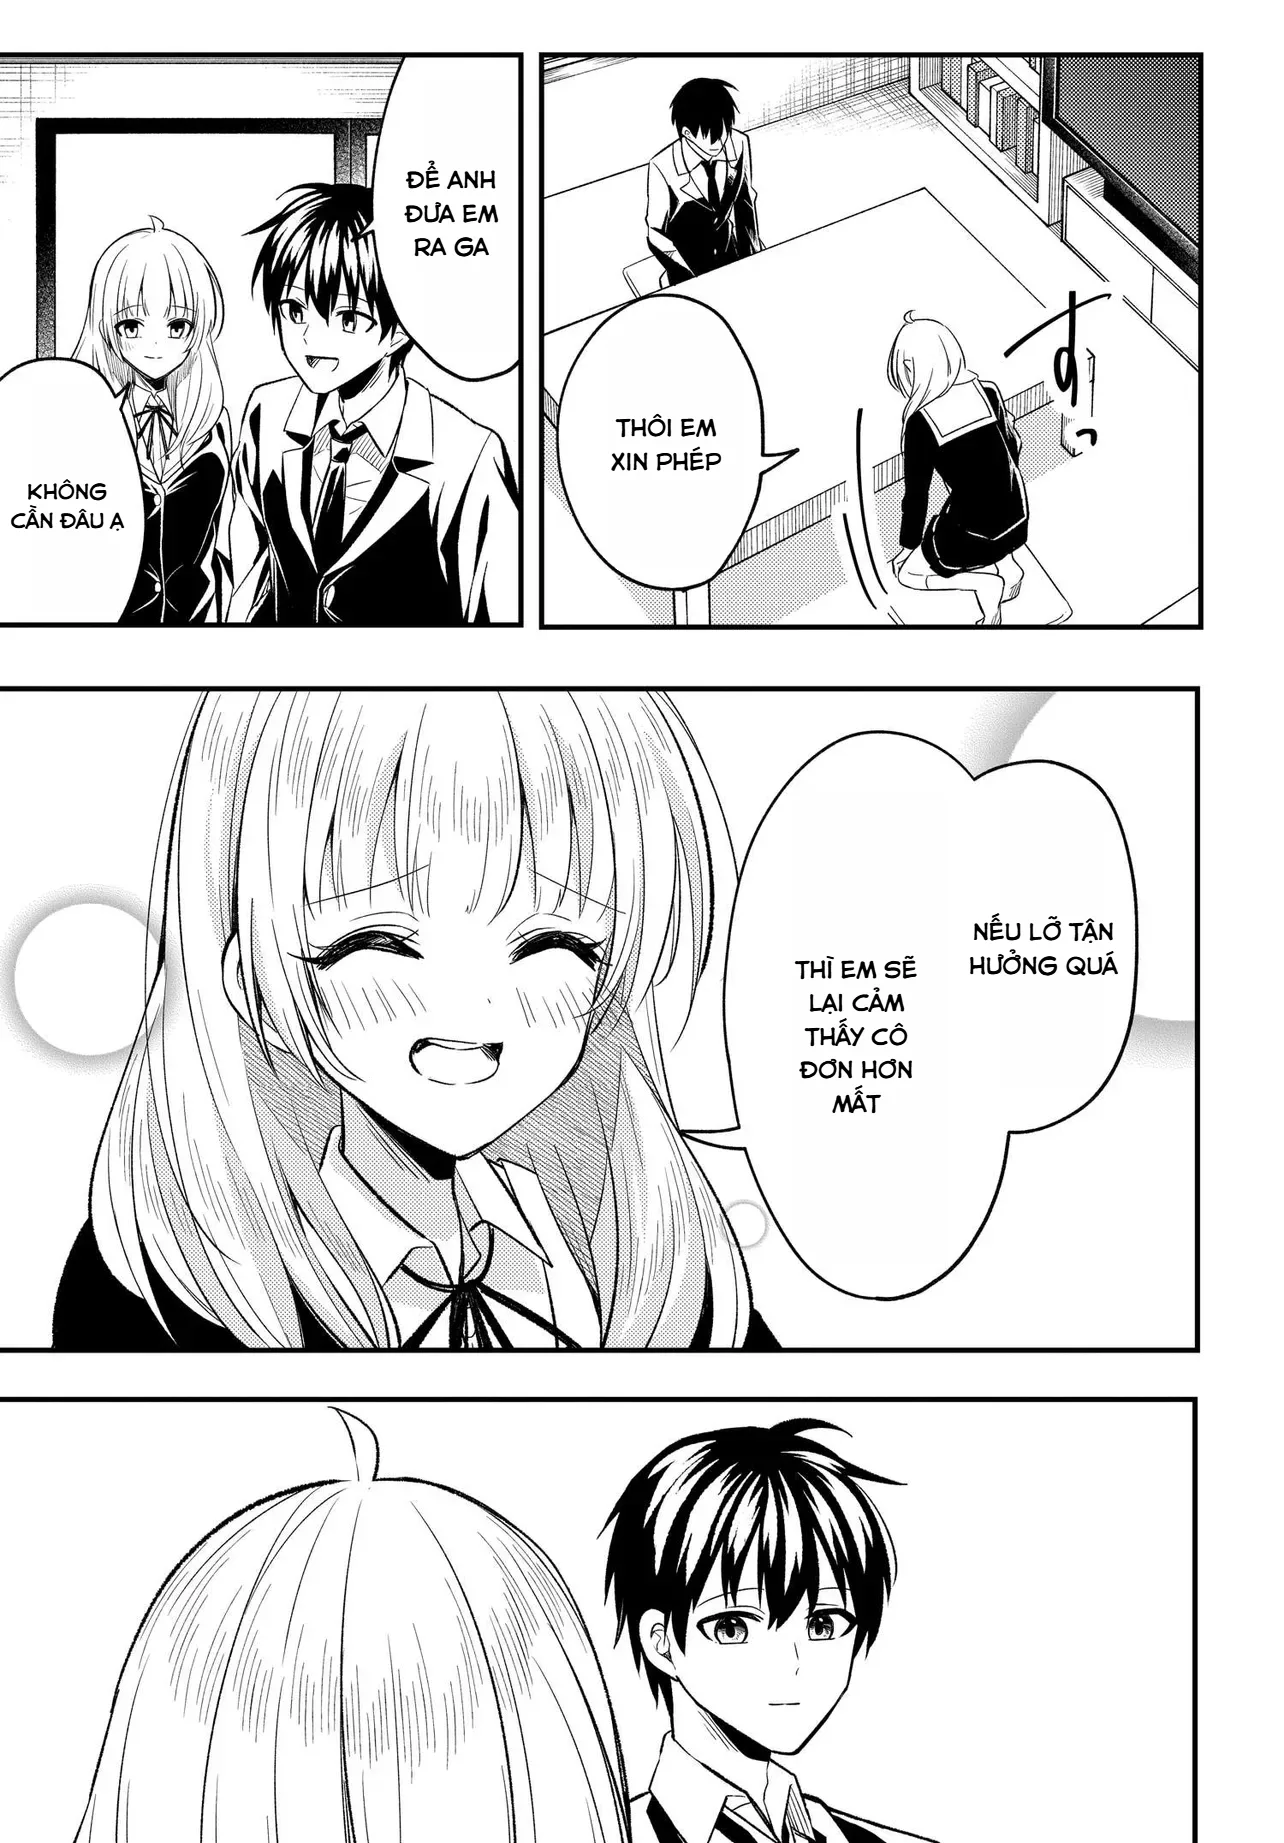 THÔI EM
XIN PHÉP
す
ĐỂ ANH
ĐƯA EM
RA GA
KHÔNG
CẦN ĐÂU Ạ
NẾU LỠ TẬN
HƯỞNG QUÁ
THÌ EM SẼ
LẠI CẢM
THẤY CÔ
ĐƠN HƠN
MẤT